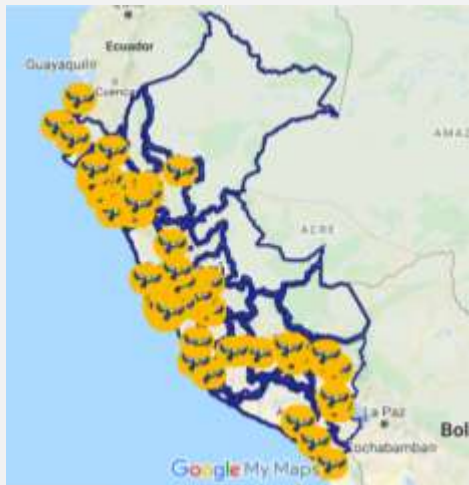 Ecuador
Guayaquil
Cuenca
AMAZ
ACRE
La Paz
Bol
Cochabamba
Google My Maps